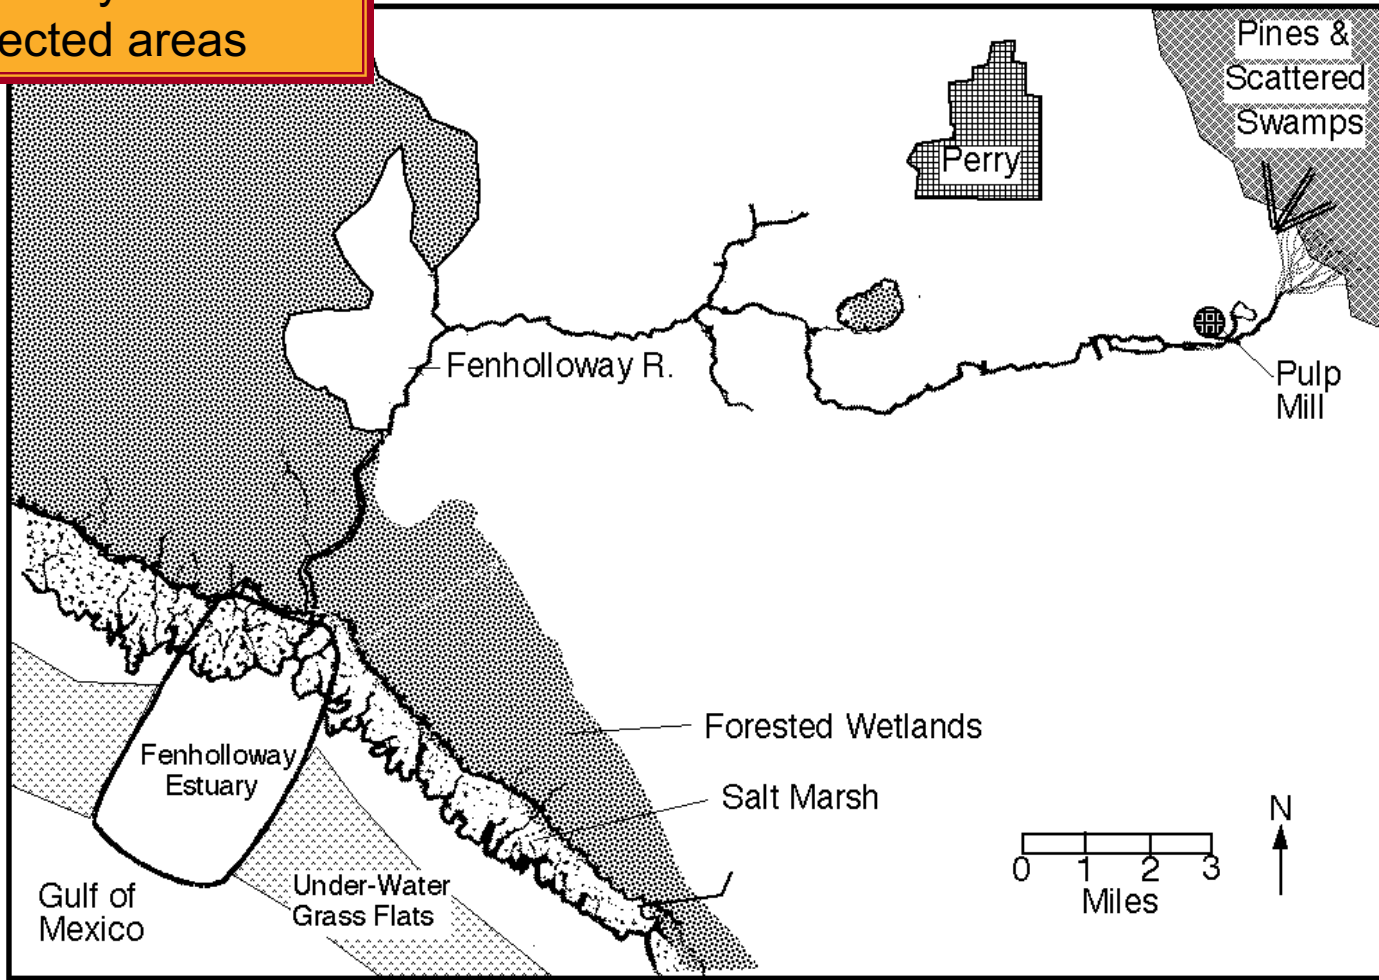 ected areas
Pines &
Scattered
Swamps
Perry
Fenholloway R.
Pulp
Mill
Forested Wetlands
Salt Marsh
Fenholloway
Estuary
Under-Water
Grass Flats
Gulf of
Mexico
N
0 1 2 3
Miles